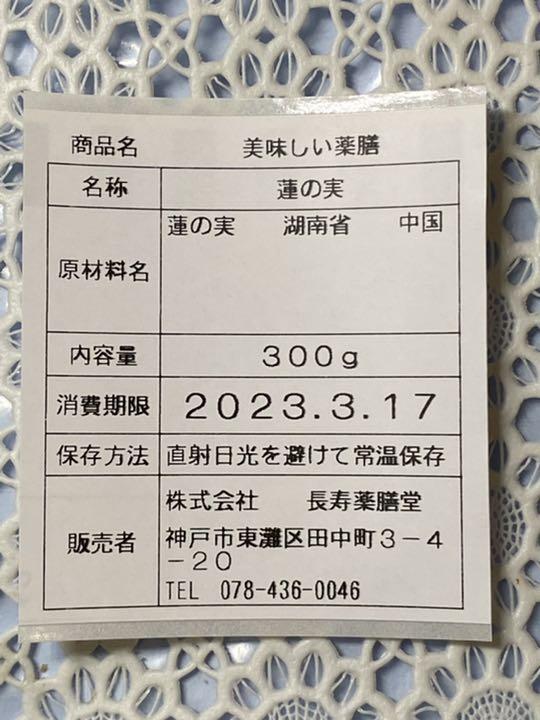 商品名 美味しい薬膳
名称 蓮の実
原材料名 蓮の実 湖南省 中国
内容量 300g
消費期限 2023.3.17
保存方法 直射日光を避けて常温保存
販売者 株式会社 長寿薬膳堂
神戸市東灘区田中町3-4
-20
TEL 078-436-0046